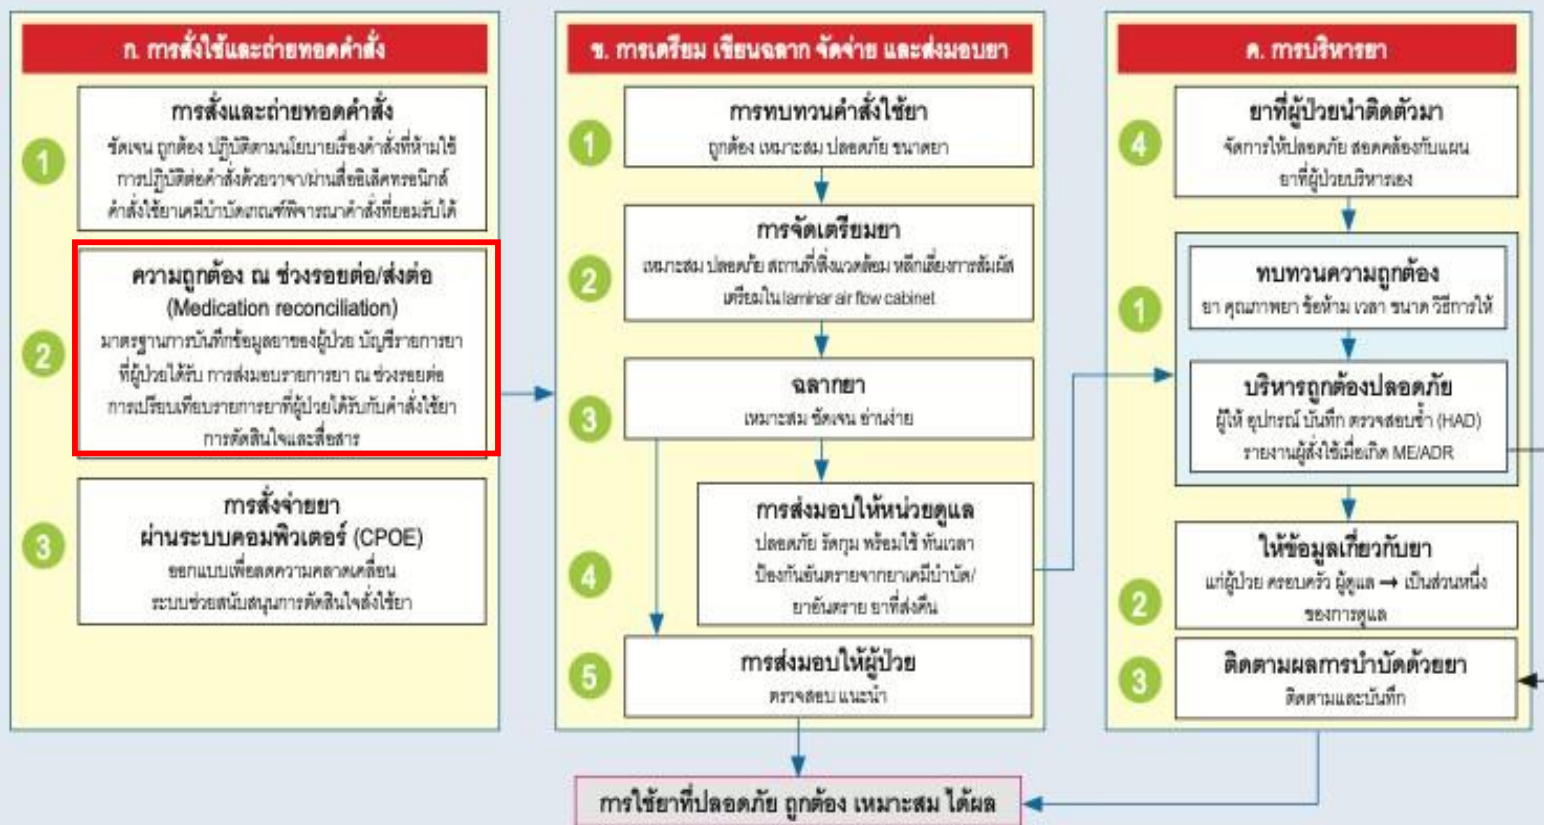 ก. การสั่งใช้และถ่ายทอดคำสั่ง
1
การสั่งและถ่ายทอดคำสั่ง
ชัดเจน ถูกต้อง ปฏิบัติตามนโยบายเรื่องคำสั่งที่ห้ามใช้
การปฏิบัติต่อคำสั่งด้วยวาจา/ผ่านสื่ออิเล็คทรอนิกส์
คำสั่งใช้ยาเคมีบำบัดเกณฑ์พิจารณาคำสั่งที่ยอมรับได้
2
ความถูกต้อง ณ ช่วงรอยต่อ/ส่งต่อ
(Medication reconciliation)
มาตรฐานการบันทึกข้อมูลยาของผู้ป่วย บัญชีรายการยา
ที่ผู้ป่วยได้รับ การส่งมอบรายการยา ณ ช่วงรอยต่อ
การเปรียบเทียบรายการยาที่ผู้ป่วยได้รับกับคำสั่งใช้ยา
การตัดสินใจและสื่อสาร
3
การสั่งจ่ายยา
ผ่านระบบคอมพิวเตอร์ (CPOE)
ออกแบบเพื่อลดความคลาดเคลื่อน
ระบบช่วยสนับสนุนการตัดสินใจสั่งใช้ยา
ข. การเตรียม เขียนฉลาก จัดจ่าย และส่งมอบยา
1
การทบทวนคำสั่งใช้ยา
ถูกต้อง เหมาะสม ปลอดภัย ขนาดยา
2
การจัดเตรียมยา
เหมาะสม ปลอดภัย สถานที่/สิ่งแวดล้อม หลีกเลี่ยงการสัมผัส
เตรียมใน laminar air flow cabinet
3
ฉลากยา
เหมาะสม ชัดเจน อ่านง่าย
4
การส่งมอบให้หน่วยดูแล
ปลอดภัย รัดกุม พร้อมใช้ ทันเวลา
ป้องกันอันตรายจากยาเคมีบำบัด/
ยาอันตราย ยาที่ส่งคืน
5
การส่งมอบให้ผู้ป่วย
ตรวจสอบ แนะนำ
ค. การบริหารยา
4
ยาที่ผู้ป่วยนำติดตัวมา
จัดการให้ปลอดภัย สอดคล้องกับแผน
ยาที่ผู้ป่วยบริหารเอง
1
ทบทวนความถูกต้อง
ยา คุณภาพยา ข้อห้าม เวลา ขนาด วิธีการให้
บริหารถูกต้องปลอดภัย
ผู้ให้ อุปกรณ์ บันทึก ตรวจสอบซ้ำ (HAD)
รายงานผู้สั่งใช้เมื่อเกิด ME/ADR
2
ให้ข้อมูลเกี่ยวกับยา
แก่ผู้ป่วย ครอบครัว ผู้ดูแล → เป็นส่วนหนึ่ง
ของการดูแล
3
ติดตามผลการบำบัดด้วยยา
ติดตามและบันทึก
การใช้ยาที่ปลอดภัย ถูกต้อง เหมาะสม ได้ผล